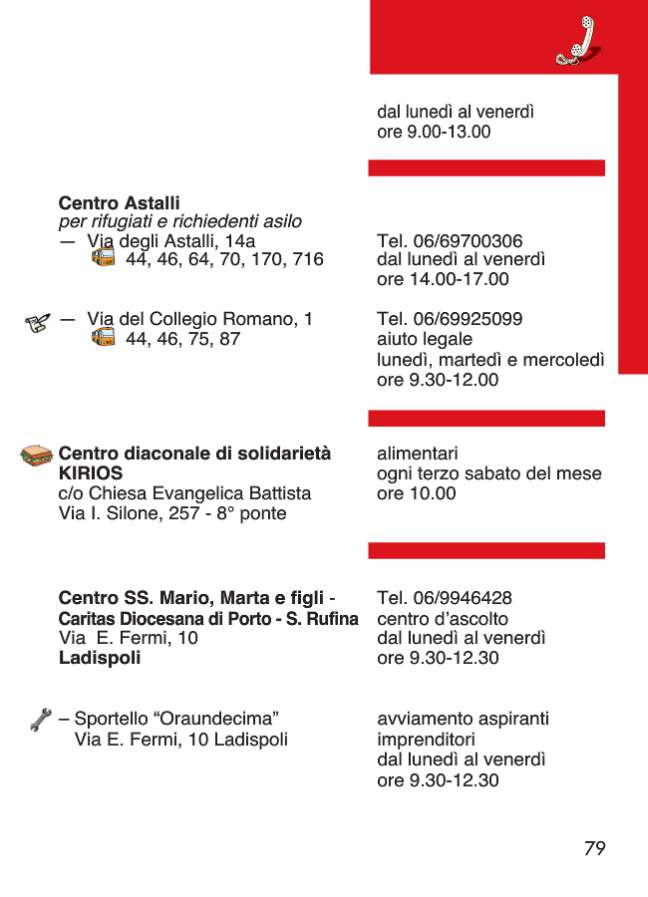 dal lunedì al venerdì
ore 9.00-13.00
Centro Astalli
per rifugiati e richiedenti asilo
— Via degli Astalli, 14a
44, 46, 64, 70, 170, 716
Tel. 06/69700306
dal lunedì al venerdì
ore 14.00-17.00
— Via del Collegio Romano, 1
44, 46, 75, 87
Tel. 06/69925099
aiuto legale
lunedì, martedì e mercoledì
ore 9.30-12.00
Centro diaconale di solidarietà
KIRIOS
c/o Chiesa Evangelica Battista
Via I. Silone, 257 - 8° ponte
alimentari
ogni terzo sabato del mese
ore 10.00
Centro SS. Mario, Marta e figli -
Caritas Diocesana di Porto - S. Rufina
Via E. Fermi, 10
Ladispoli
Tel. 06/9946428
centro d’ascolto
dal lunedì al venerdì
ore 9.30-12.30
– Sportello “Oraundecima”
Via E. Fermi, 10 Ladispoli
avviamento aspiranti
imprenditori
dal lunedì al venerdì
ore 9.30-12.30
79